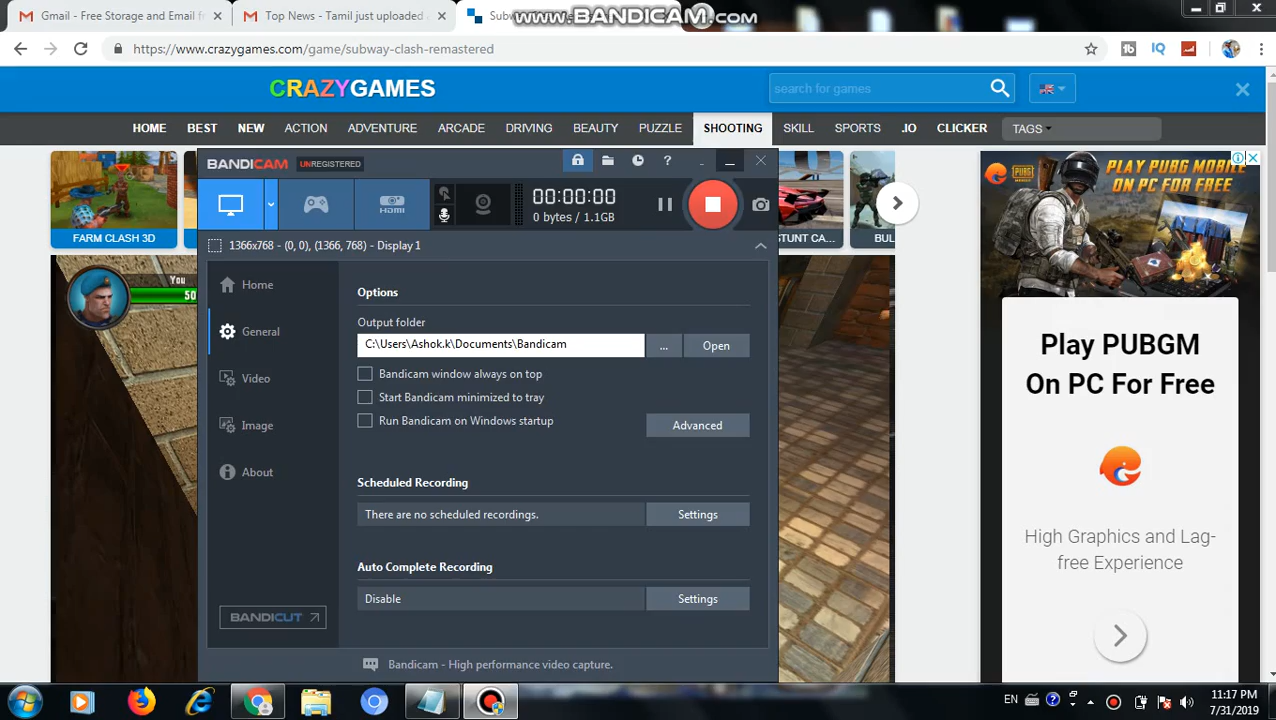 Gmail - Free Storage and Email f
Top News - Tamil just uploaded
Subw
www.BANDICAM.com
https://www.crazygames.com/game/subway-clash-remastered
CRAZYGAMES
search for games
HOME BEST NEW ACTION ADVENTURE ARCADE DRIVING BEAUTY PUZZLE SHOOTING SKILL SPORTS .IO CLICKER TAGS
FARM CLASH 3D
STUNT CA...
BUL
BANDICAM UNREGISTERED
HDMI
00:00:00
0 bytes / 1.1GB
1366x768 - (0, 0), (1366, 768) - Display 1
You
50
Home
General
Video
Image
About
BANDICUT
Options
Output folder
C:\Users\Ashok.k\Documents\Bandicam
...
Open
Bandicam window always on top
Start Bandicam minimized to tray
Run Bandicam on Windows startup
Advanced
Scheduled Recording
There are no scheduled recordings.
Settings
Auto Complete Recording
Disable
Settings
Bandicam - High performance video capture.
PUBG
PLAY PUBG MOBILE
ON PC FOR FREE
Play PUBGM
On PC For Free
High Graphics and Lag-
free Experience
EN
11:17 PM
7/31/2019